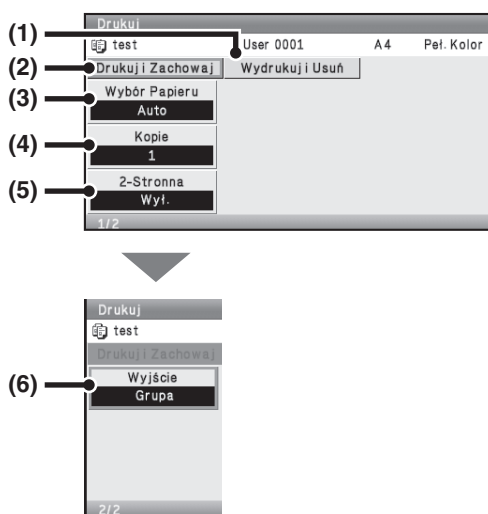 Drukuj
(1)
test User 0001 A4 Peł. Kolor
(2)
Drukuj i Zachowaj Wydrukuj i Usuń
(3)
Wybór Papieru
Auto
(4)
Kopie
1
(5)
2-Stronna
Wył.
1/2
Drukuj
test
Drukuj i Zachowaj
(6)
Wyjście
Grupa
2/2